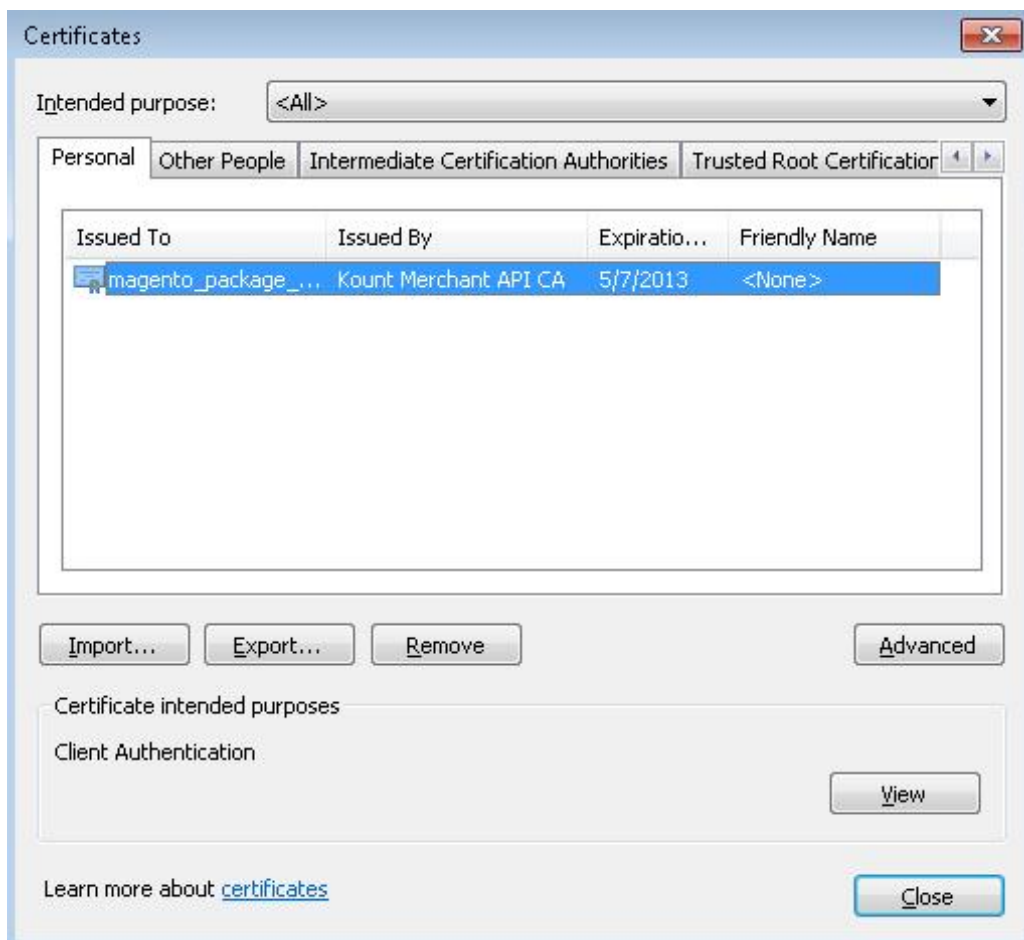 Certificates
Intended purpose: <All>
Personal Other People Intermediate Certification Authorities Trusted Root Certification
Issued To Issued By Expiratio... Friendly Name
magento_package_... Kount Merchant API CA 5/7/2013 <None>
Import... Export... Remove Advanced
Certificate intended purposes
Client Authentication
View
Learn more about certificates
Close